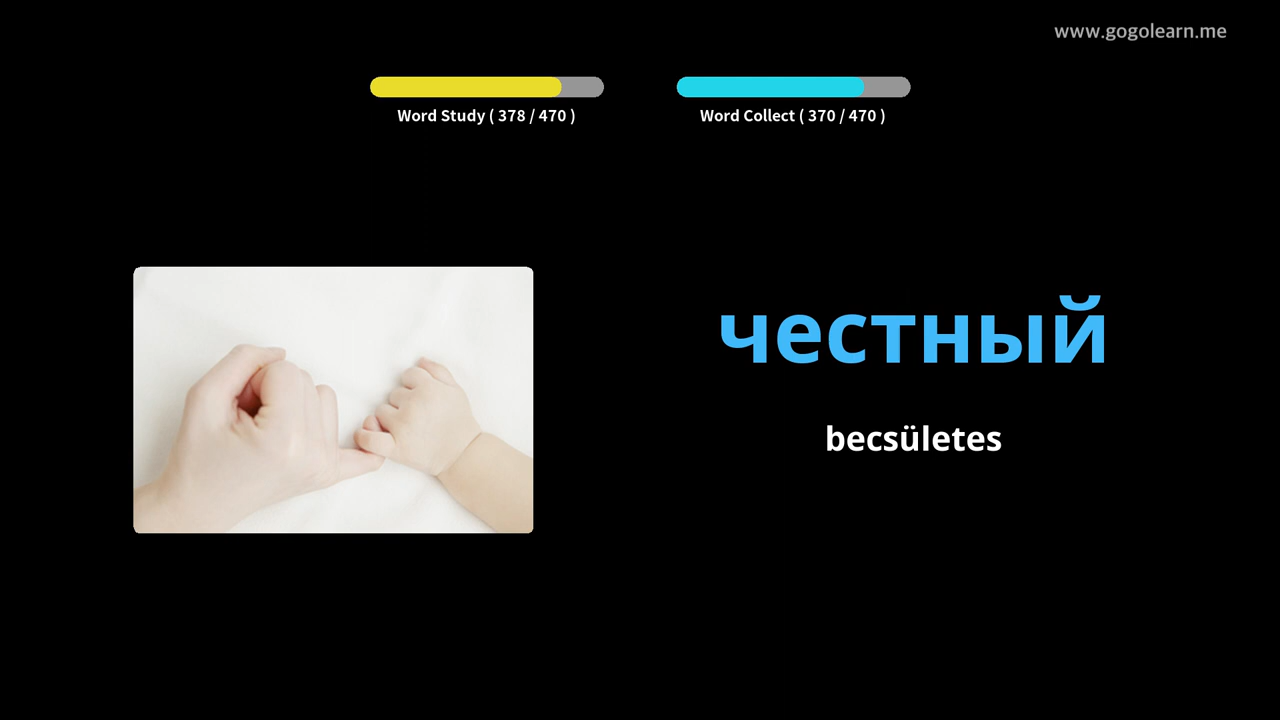 www.gogolearn.me
Word Study ( 378 / 470 )
Word Collect ( 370 / 470 )
честный
becsületes